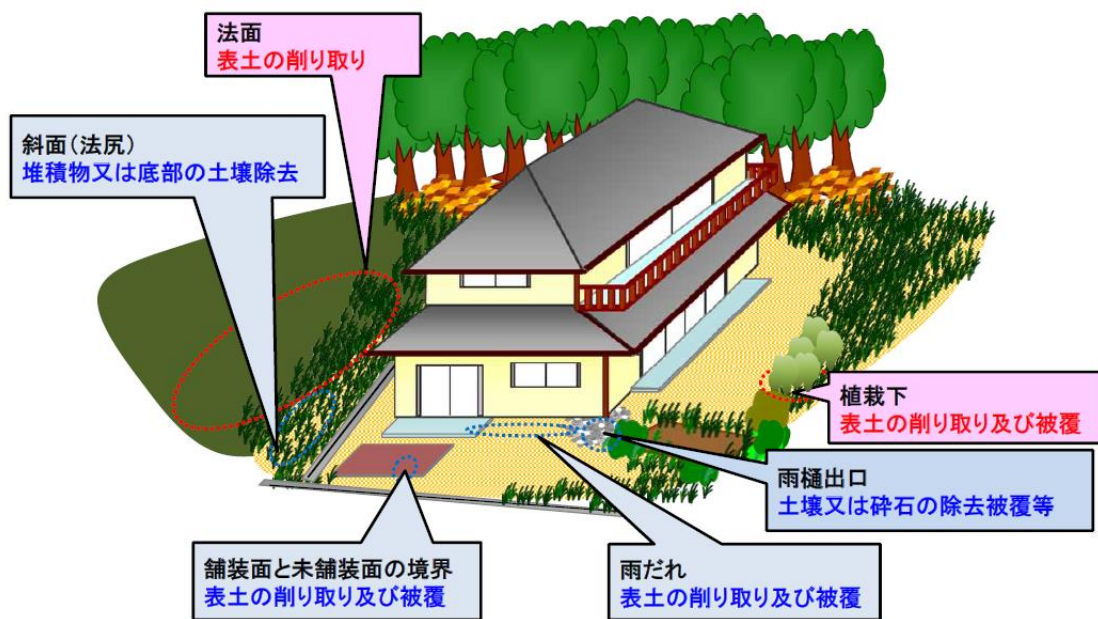 法面
表土の削り取り
斜面(法尻)
堆積物又は底部の土壌除去
植栽下
表土の削り取り及び被覆
雨樋出口
土壌又は砕石の除去被覆等
舗装面と未舗装面の境界
表土の削り取り及び被覆
雨だれ
表土の削り取り及び被覆